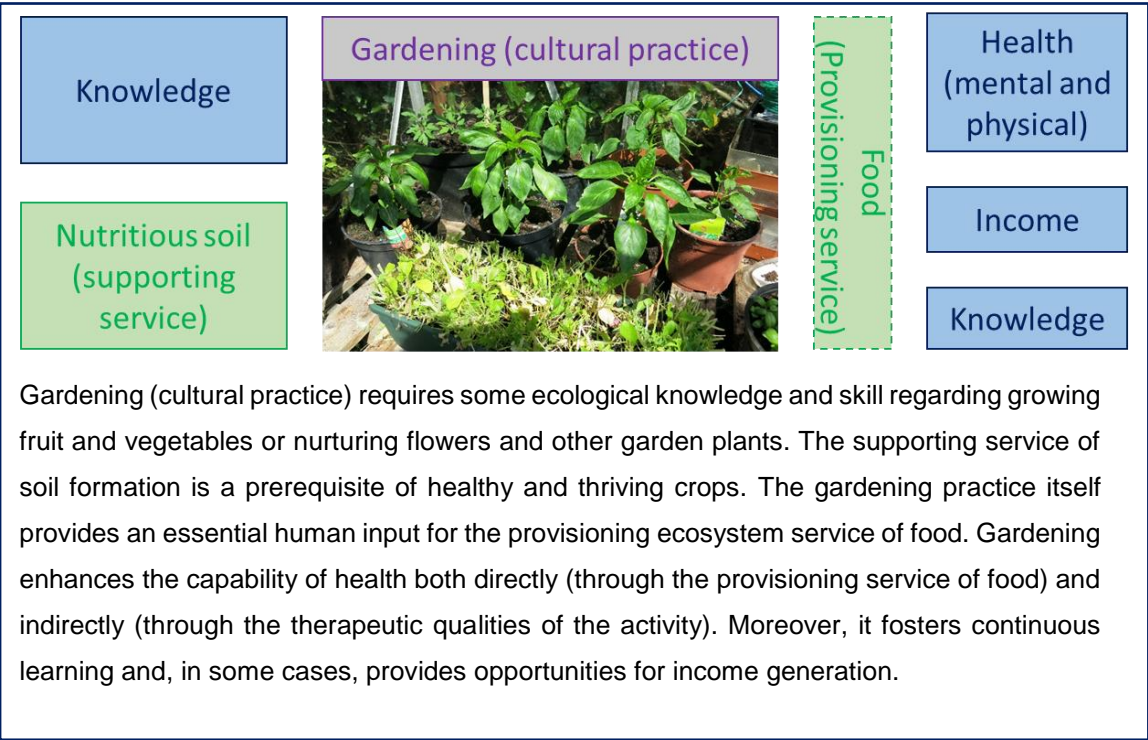 Knowledge
Nutritious soil
(supporting
service)
Gardening (cultural practice)
Food
(Provisioning service)
Health
(mental and
physical)
Income
Knowledge
Gardening (cultural practice) requires some ecological knowledge and skill regarding growing
fruit and vegetables or nurturing flowers and other garden plants. The supporting service of
soil formation is a prerequisite of healthy and thriving crops. The gardening practice itself
provides an essential human input for the provisioning ecosystem service of food. Gardening
enhances the capability of health both directly (through the provisioning service of food) and
indirectly (through the therapeutic qualities of the activity). Moreover, it fosters continuous
learning and, in some cases, provides opportunities for income generation.